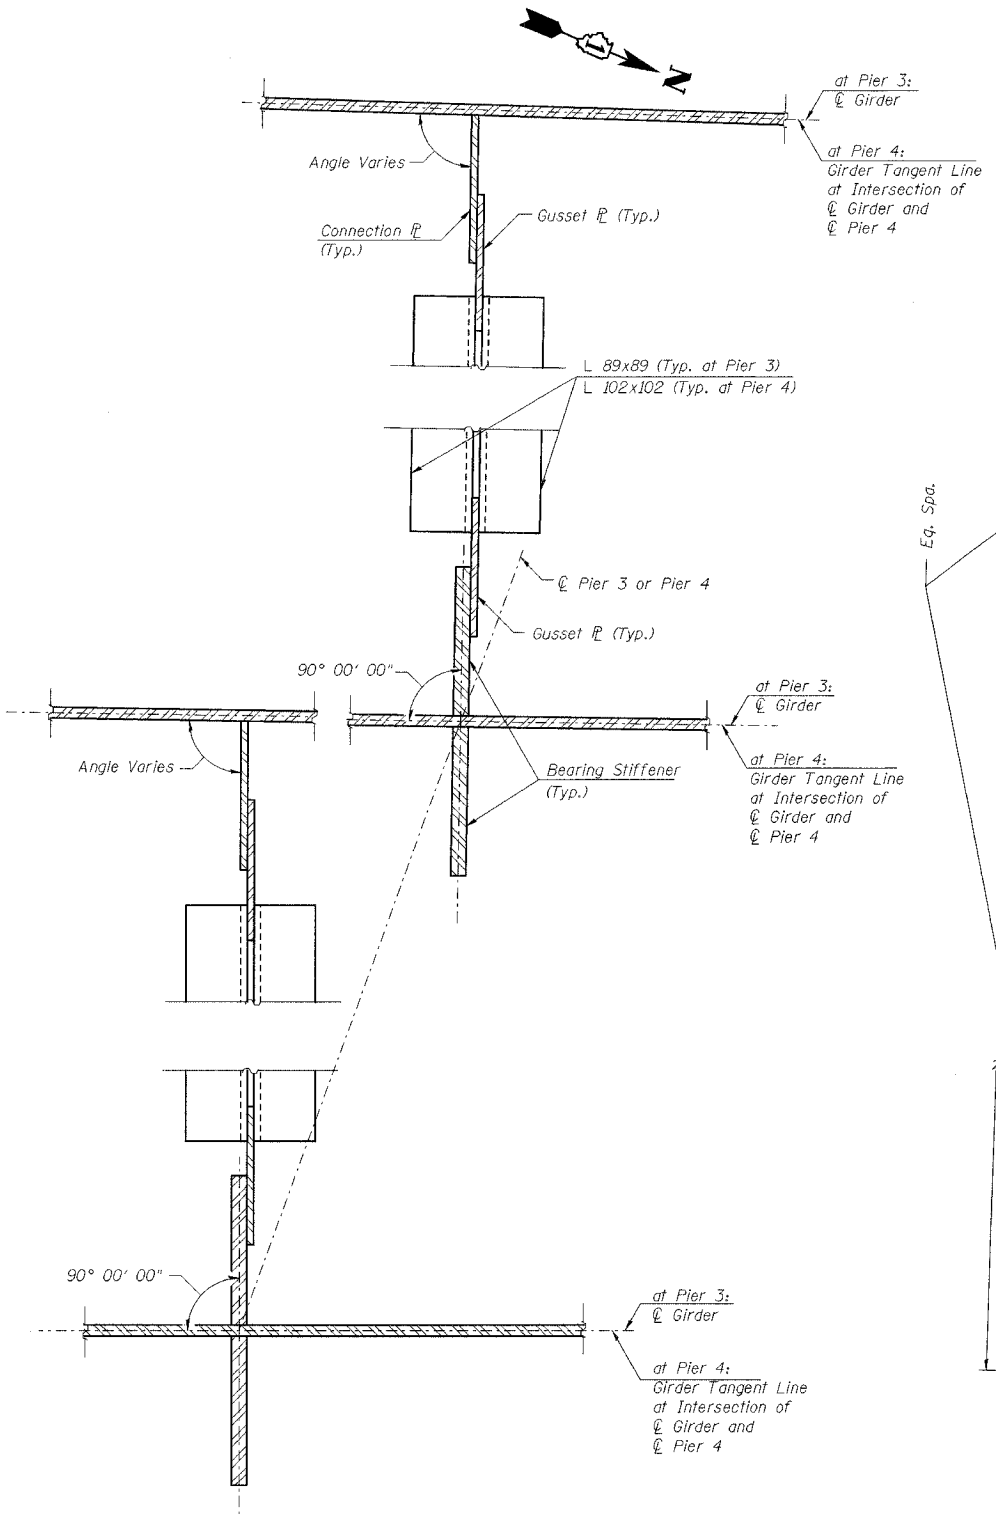 N
at Pier 3:
℄ Girder
at Pier 4:
Girder Tangent Line
at Intersection of
℄ Girder and
℄ Pier 4
Angle Varies
Connection ℙL
(Typ.)
Gusset ℙL (Typ.)
L 89x89 (Typ. at Pier 3)
L 102x102 (Typ. at Pier 4)
Eq. Spa.
℄ Pier 3 or Pier 4
Gusset ℙL (Typ.)
90° 00' 00"
at Pier 3:
℄ Girder
at Pier 4:
Girder Tangent Line
at Intersection of
℄ Girder and
℄ Pier 4
Angle Varies
Bearing Stiffener
(Typ.)
90° 00' 00"
at Pier 3:
℄ Girder
at Pier 4:
Girder Tangent Line
at Intersection of
℄ Girder and
℄ Pier 4